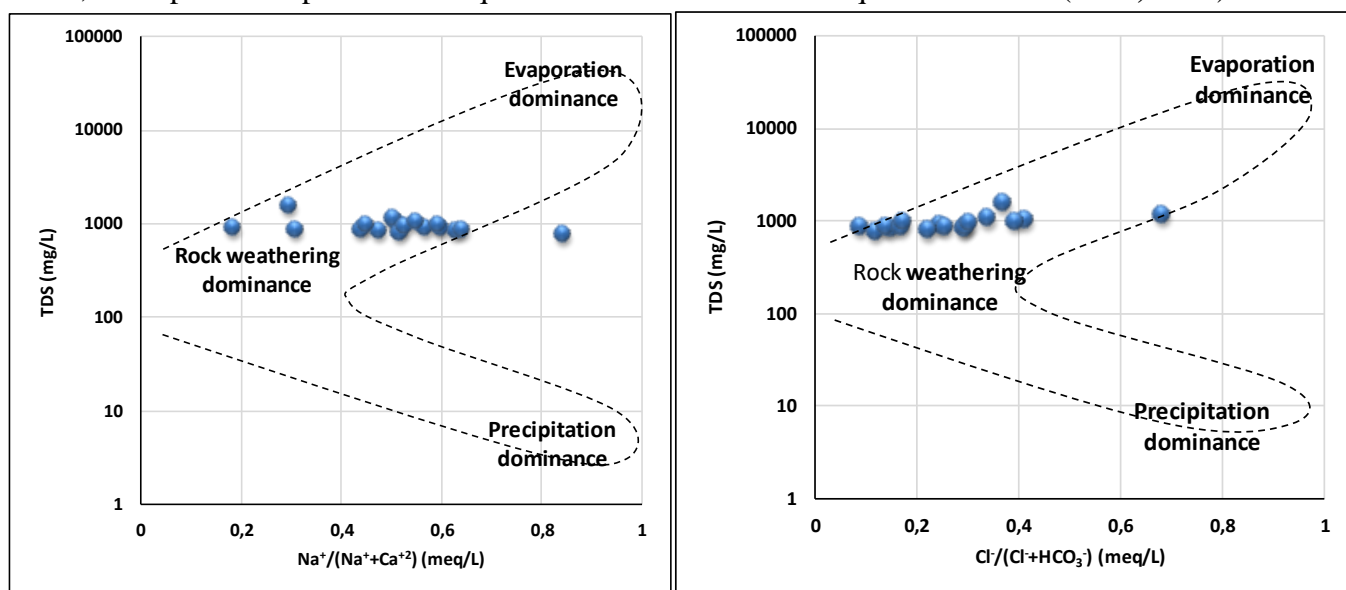 100000
10000
1000
100
10
1
TDS (mg/L)
Evaporation
dominance
Rock weathering
dominance
Precipitation
dominance
0
0,2
0,4
0,6
0,8
1
Na⁺/(Na⁺+Ca⁺²) (meq/L)
100000
10000
1000
100
10
1
TDS (mg/L)
Evaporation
dominance
Rock weathering
dominance
Precipitation
dominance
0
0,2
0,4
0,6
0,8
1
Cl⁻/(Cl⁻+HCO₃⁻) (meq/L)